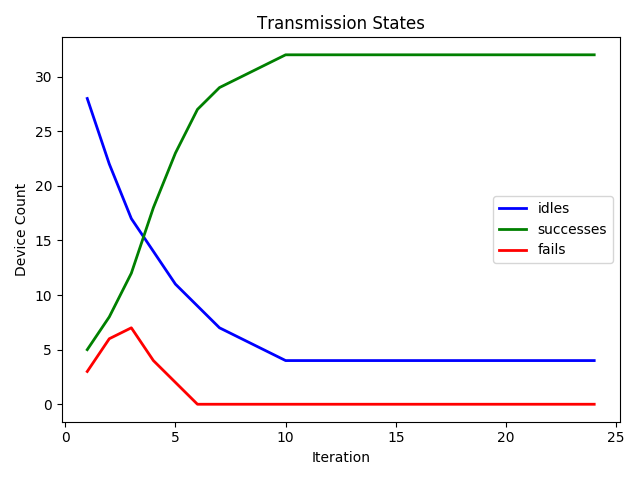 Transmission States
Device Count
30
25
20
15
10
5
0
idles
successes
fails
0 5 10 15 20 25
Iteration